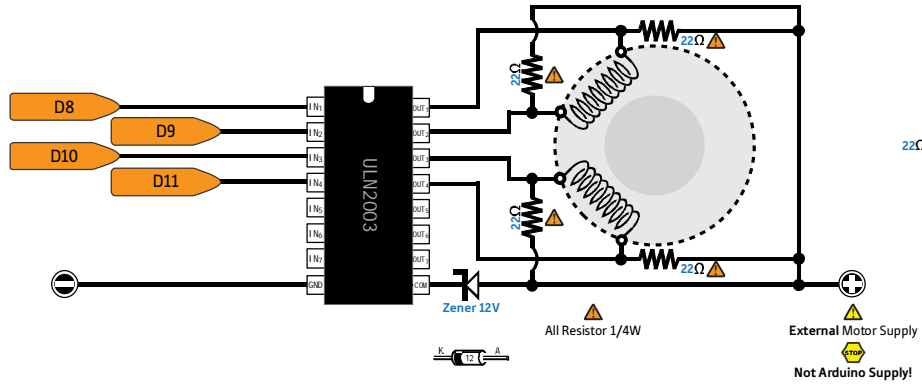 22Ω
22Ω
D8
D9
D10
D11
IN1
IN2
IN3
IN4
IN5
IN6
IN7
GND
ULN2003
OUT1
OUT2
OUT3
OUT4
OUT5
OUT6
OUT7
COM
22Ω
22Ω
22Ω
Zener 12V
All Resistor 1/4W
K 12 A
External Motor Supply
STOP
Not Arduino Supply!